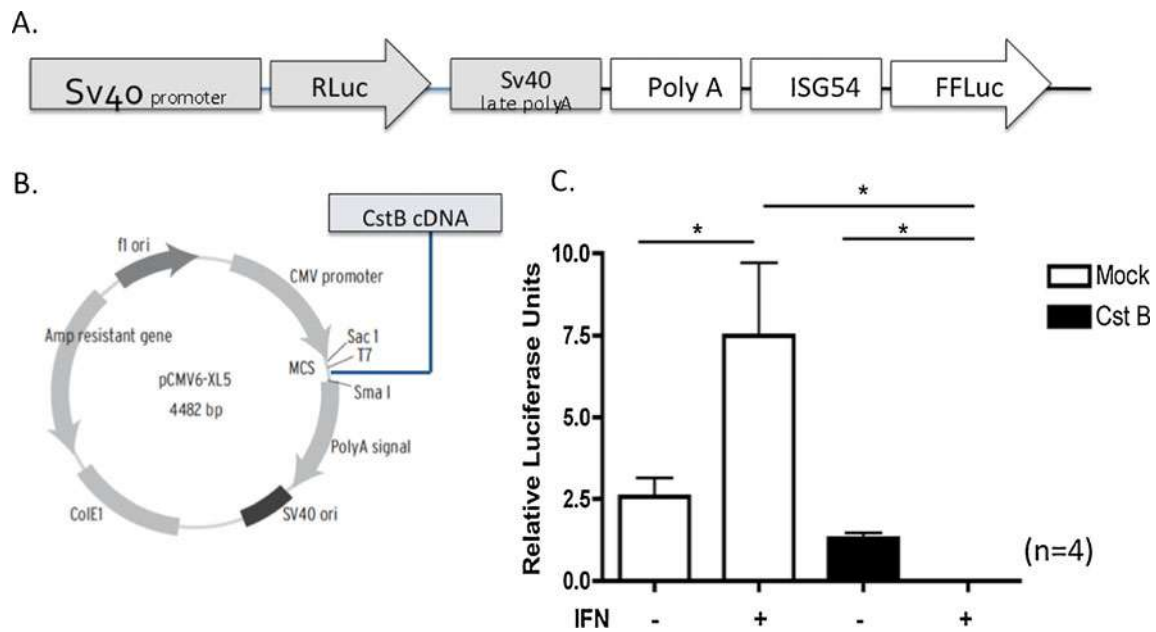 A.
Sv40 promoter
RLuc
Sv40
late polyA
Poly A
ISG54
FFLuc
B.
CstB cDNA
f1 ori
CMV promoter
Amp resistant gene
Sac 1
T7
MCS
Sma I
pCMV6-XL5
4482 bp
PolyA signal
ColE1
SV40 ori
C.
*
*
*
Relative Luciferase Units
10.0
7.5
5.0
2.5
0.0
Mock
Cst B
(n=4)
IFN - + - +